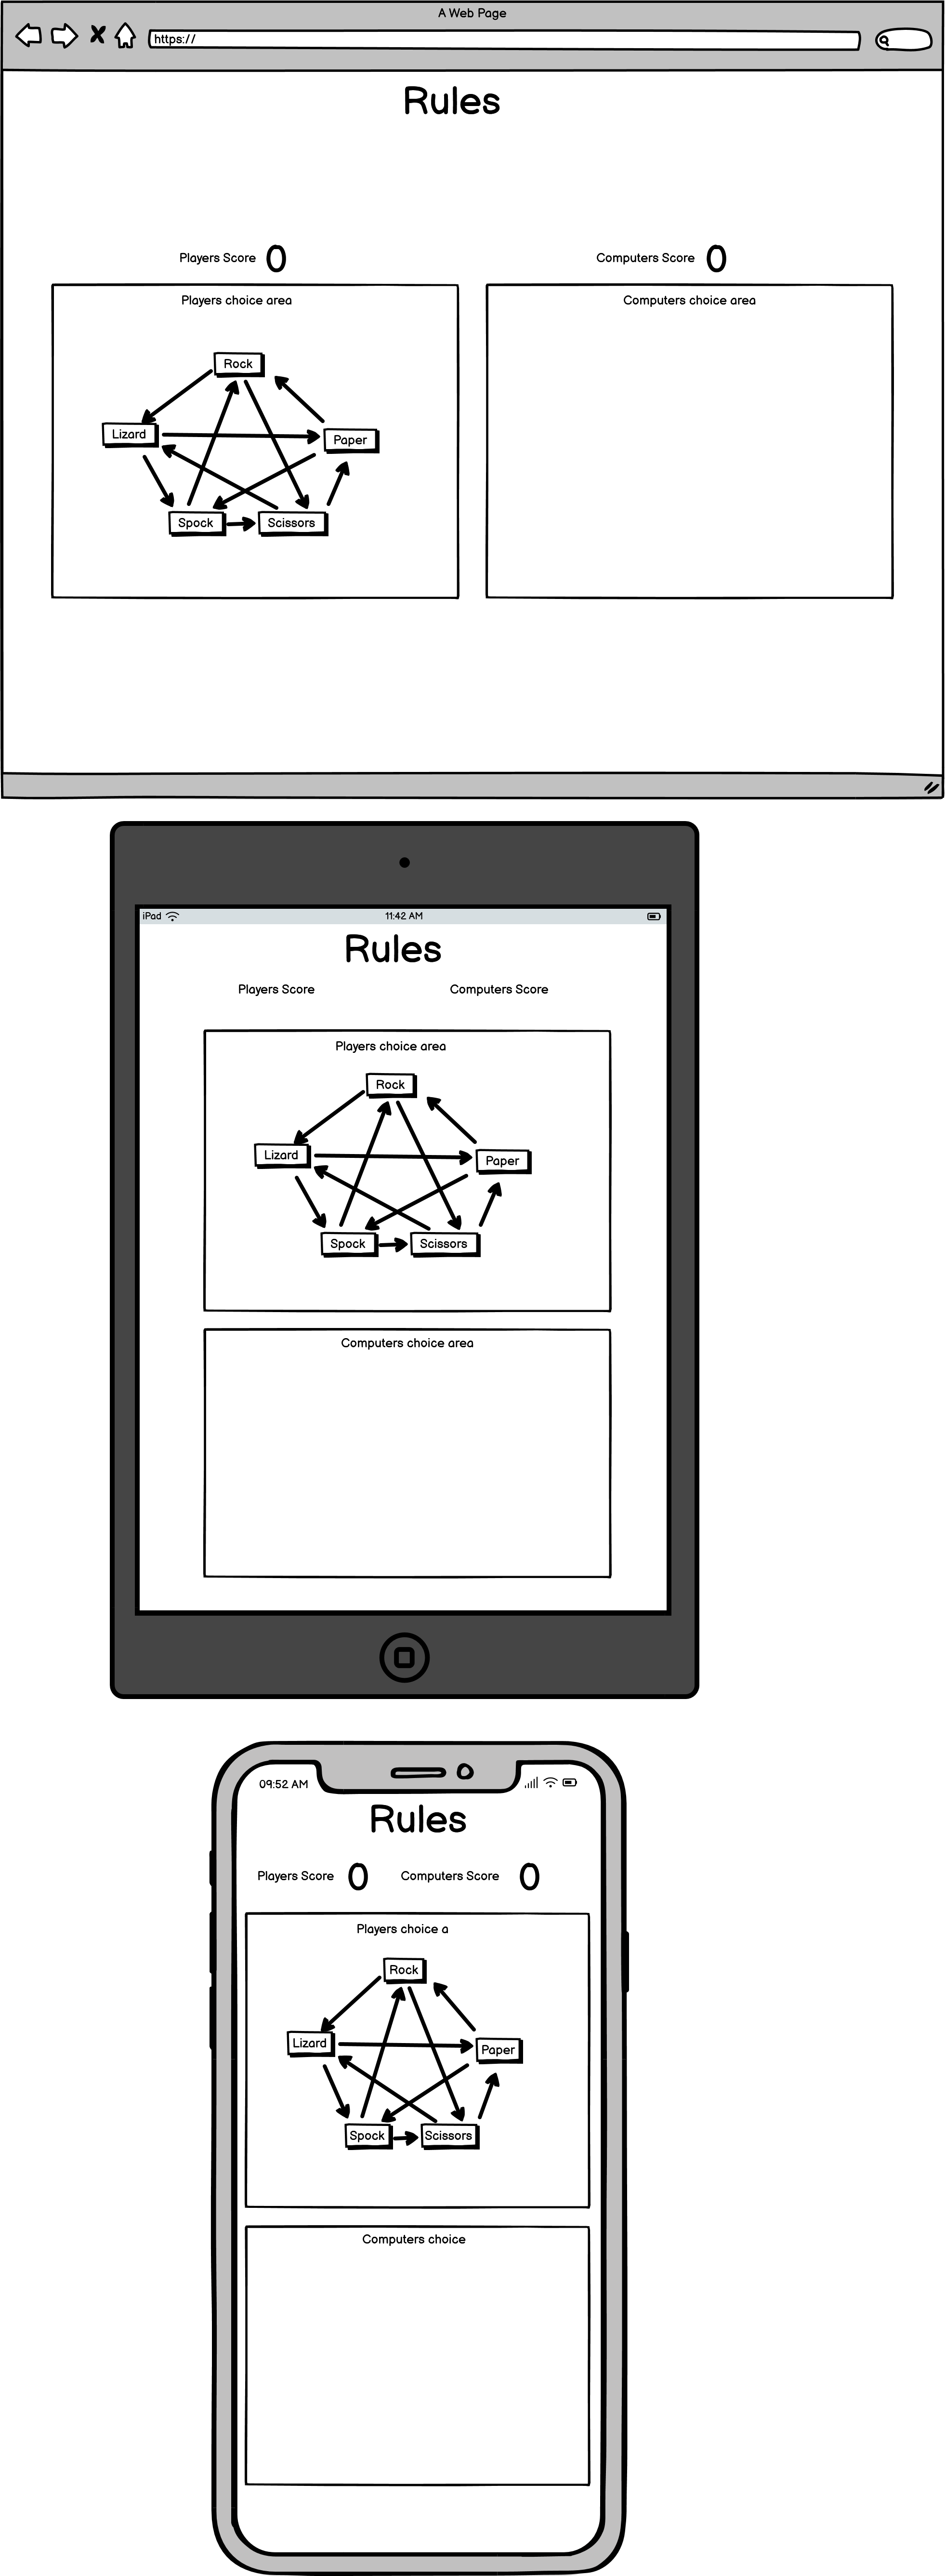 A Web Page
https://
Rules
Players Score 0 Computers Score 0
Players choice area
Computers choice area
Rock
Lizard
Paper
Spock
Scissors
iPad 11:42 AM
Rules
Players Score Computers Score
Players choice area
Rock
Lizard
Paper
Spock
Scissors
Computers choice area
09:52 AM
Rules
Players Score 0 Computers Score 0
Players choice a
Rock
Lizard
Paper
Spock
Scissors
Computers choice